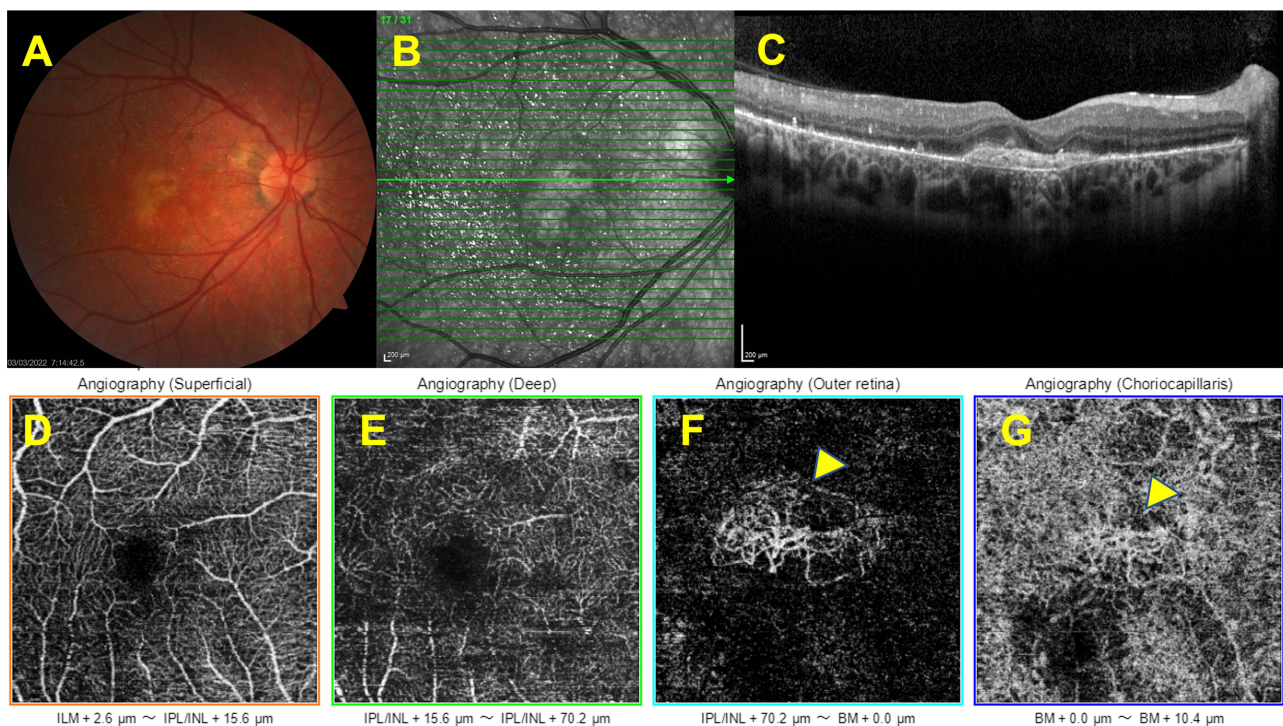 A
B
C
17 / 31
03/03/2022 7:14:42.5
200 µm
200 µm
Angiography (Superficial)
Angiography (Deep)
Angiography (Outer retina)
Angiography (Choriocapillaris)
D
E
F
G
ILM + 2.6 µm ～ IPL/INL + 15.6 µm
IPL/INL + 15.6 µm ～ IPL/INL + 70.2 µm
IPL/INL + 70.2 µm ～ BM + 0.0 µm
BM + 0.0 µm ～ BM + 10.4 µm